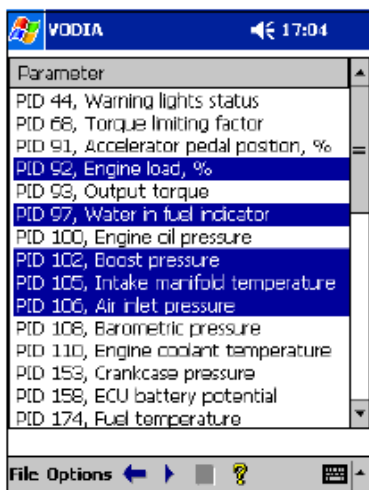 VODIA 17:04
Parameter
PID 44, Warning lights status
PID 68, Torque limiting factor
PID 91, Accelerator pedal position, %
PID 92, Engine load, %
PID 93, Output torque
PID 97, Water in fuel indicator
PID 100, Engine oil pressure
PID 102, Boost pressure
PID 105, Intake manifold temperature
PID 106, Air inlet pressure
PID 108, Barometric pressure
PID 110, Engine coolant temperature
PID 153, Crankcase pressure
PID 158, ECU battery potential
PID 174, Fuel temperature
File Options